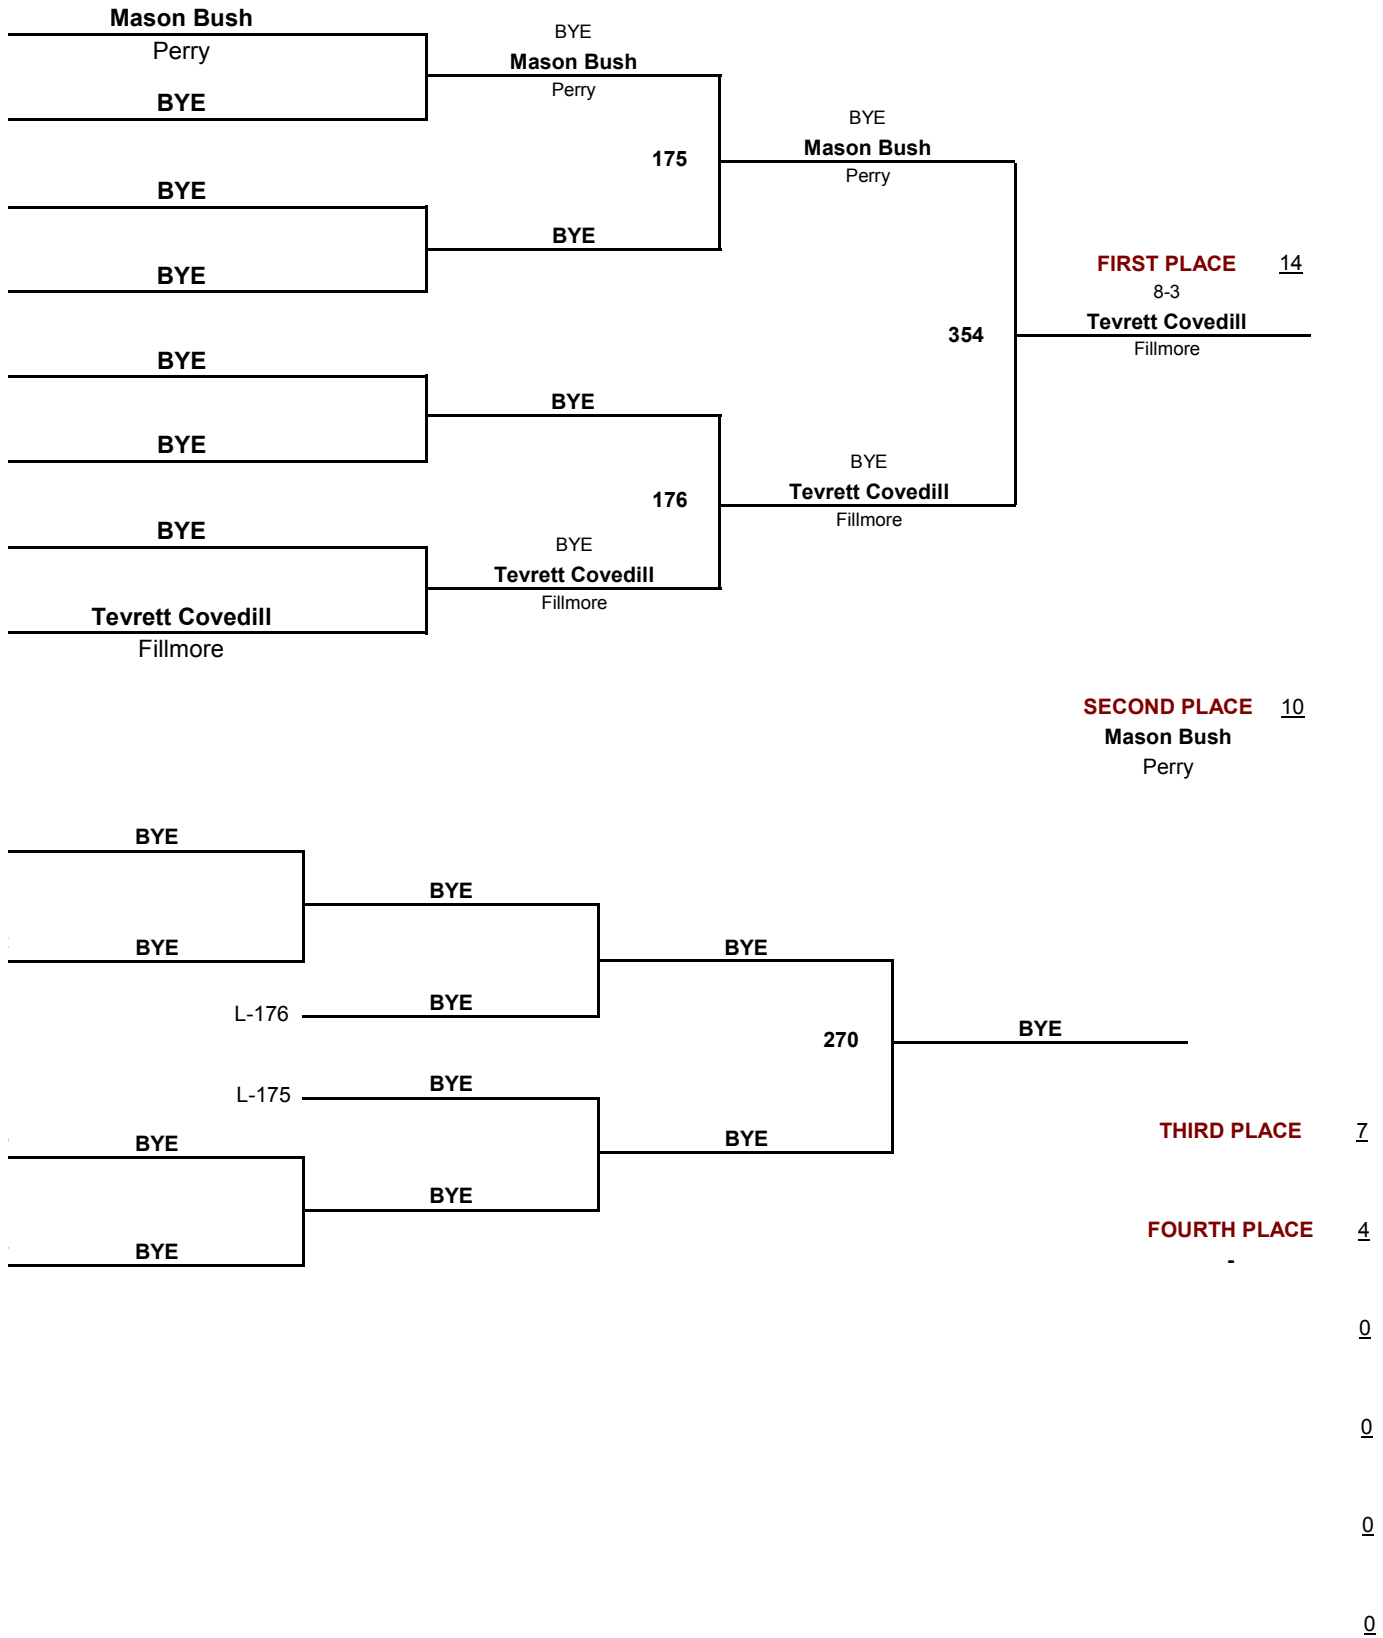 Mason Bush
Perry
BYE
BYE
Mason Bush
Perry
BYE
Mason Bush
Perry
175
BYE
BYE
BYE
FIRST PLACE 14
8-3
Tevrett Covedill
Fillmore
354
BYE
BYE
BYE
BYE
Tevrett Covedill
Fillmore
176
BYE
BYE
Tevrett Covedill
Fillmore
Tevrett Covedill
Fillmore
SECOND PLACE 10
Mason Bush
Perry
BYE
BYE
BYE
BYE
L-176
BYE
270
BYE
L-175
BYE
BYE
BYE
THIRD PLACE 7
BYE
BYE
FOURTH PLACE 4
-
0
0
0
0